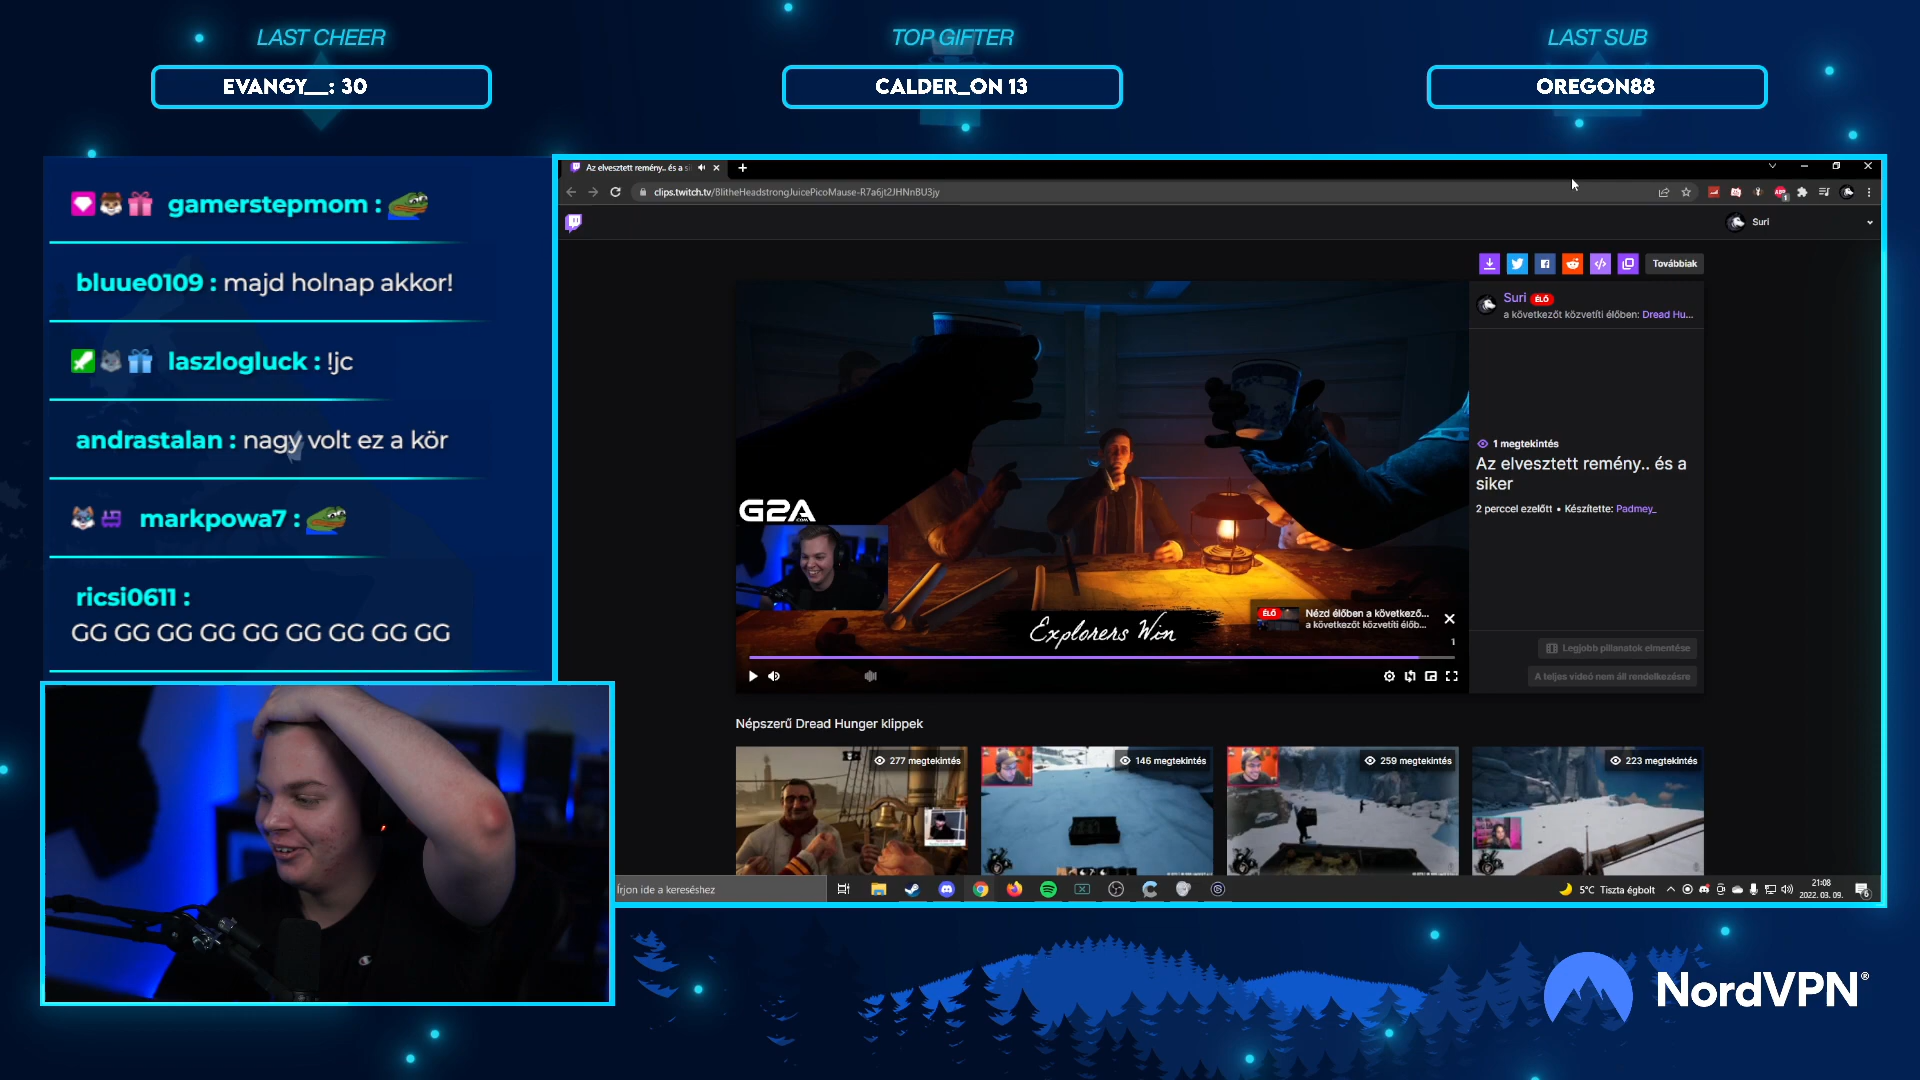 LAST CHEER
EVANGY__: 30
TOP GIFTER
CALDER_ON 13
LAST SUB
OREGON88
gamerstepmom :
bluue0109 : majd holnap akkor!
laszlogluck : !jc
andrastalan : nagy volt ez a kör
markpowa7 :
ricsi0611 :
GG GG GG GG GG GG GG GG GG
Az elvesztett remény.. és a si
clips.twitch.tv/BlitheHeadstrongJuicePicoMause-R7a6jt2JHNnBU3jy
Suri
Továbbiak
Suri ÉLŐ
a következőt közvetíti élőben: Dread Hu...
1 megtekintés
Az elvesztett remény.. és a
siker
2 perccel ezelőtt • Készítette: Padmey_
G2A
.COM
Explorers Win
ÉLŐ
Nézd élőben a következő...
a következőt közvetíti élőb...
1
Legjobb pillanatok elmentése
A teljes videó nem áll rendelkezésre
Népszerű Dread Hunger klippek
277 megtekintés
146 megtekintés
259 megtekintés
223 megtekintés
Írjon ide a kereséshez
5°C Tiszta égbolt
21:08
2022. 03. 09.
6
NordVPN®